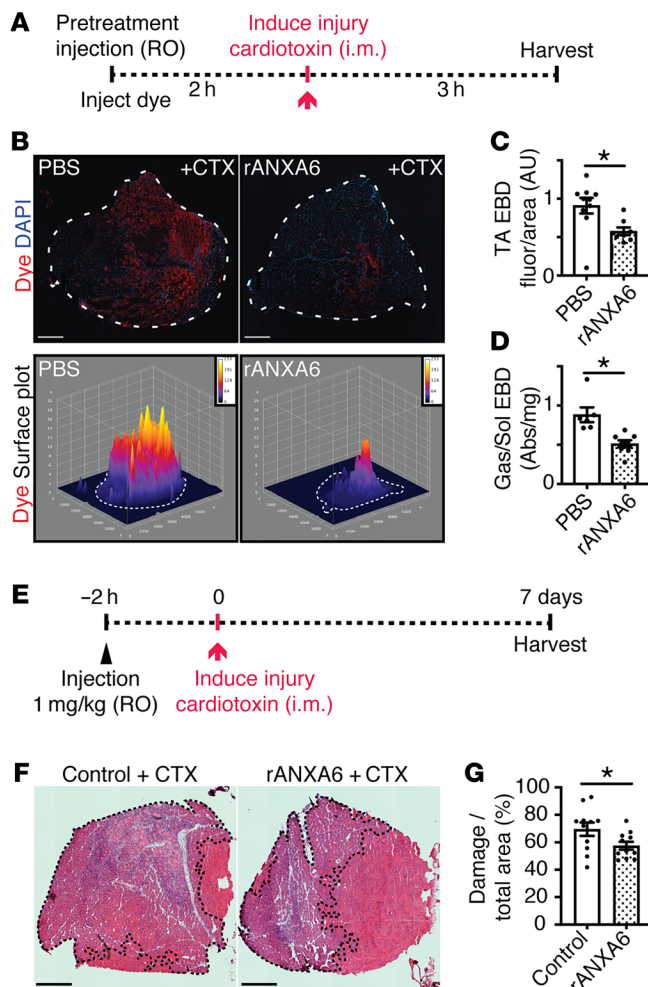 A
Pretreatment
injection (RO)
Induce injury
cardiotoxin (i.m.)
Harvest
Inject dye
2 h
3 h
B
PBS
+CTX
rANXA6
+CTX
Dye DAPI
PBS
rANXA6
Dye Surface plot
C
TA EBD
fluor/area (AU)
1
0
*
PBS
rANXA6
D
Gas/Sol EBD
(Abs/mg)
1
0
*
PBS
rANXA6
E
–2 h
0
7 days
Harvest
Injection
1 mg/kg (RO)
Induce injury
cardiotoxin (i.m.)
F
Control + CTX
rANXA6 + CTX
G
Damage /
total area (%)
100
80
60
40
20
0
*
Control
rANXA6